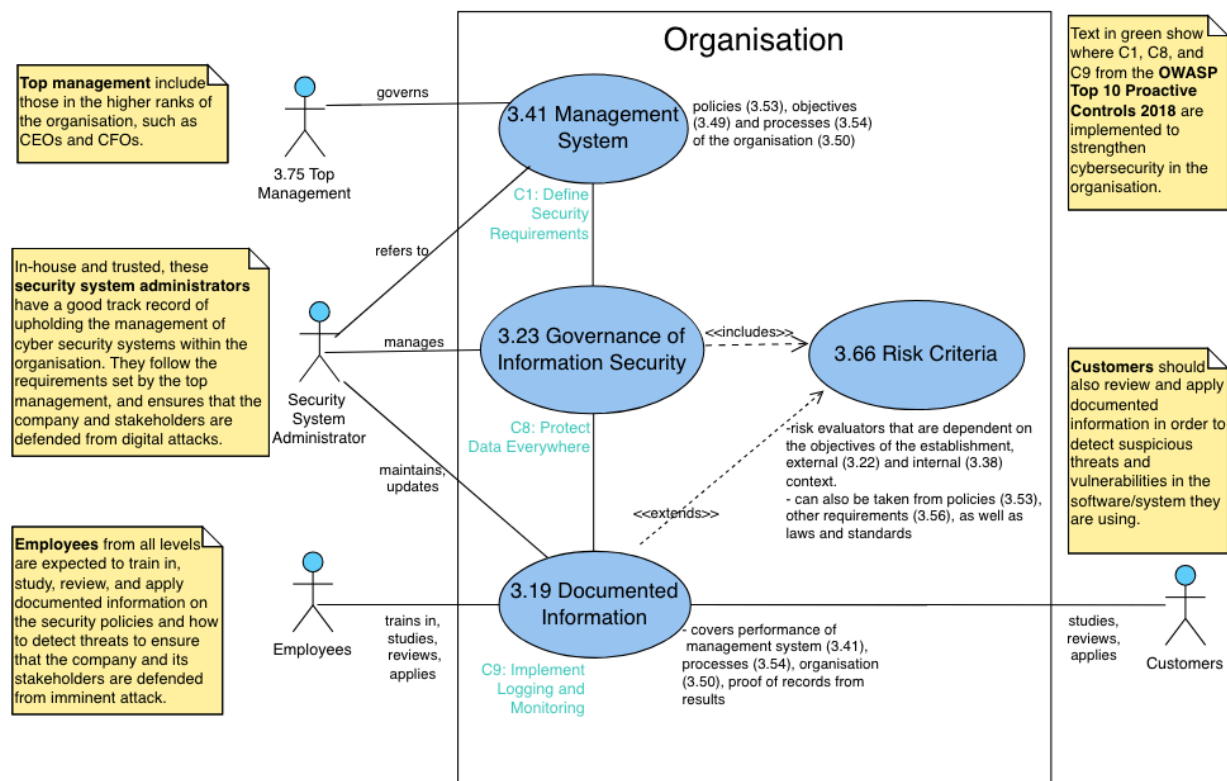 Organisation
Top management include
those in the higher ranks of
the organisation, such as
CEOs and CFOs.
3.75 Top
Management
governs
3.41 Management
System
policies (3.53), objectives
(3.49) and processes (3.54)
of the organisation (3.50)
Text in green show
where C1, C8, and
C9 from the OWASP
Top 10 Proactive
Controls 2018 are
implemented to
strengthen
cybersecurity in the
organisation.
C1: Define
Security
Requirements
refers to
In-house and trusted, these
security system administrators
have a good track record of
upholding the management of
cyber security systems within the
organisation. They follow the
requirements set by the top
management, and ensures that the
company and stakeholders are
defended from digital attacks.
Security
System
Administrator
manages
3.23 Governance of
Information Security
<<includes>>
3.66 Risk Criteria
-risk evaluators that are dependent on
the objectives of the establishment,
external (3.22) and internal (3.38)
context.
- can also be taken from policies (3.53),
other requirements (3.56), as well as
laws and standards
C8: Protect
Data Everywhere
maintains,
updates
<<extends>>
Customers should
also review and apply
documented
information in order to
detect suspicious
threats and
vulnerabilities in the
software/system they
are using.
Employees from all levels
are expected to train in,
study, review, and apply
documented information on
the security policies and how
to detect threats to ensure
that the company and its
stakeholders are defended
from imminent attack.
Employees
trains in,
studies,
reviews,
applies
3.19 Documented
Information
- covers performance of
management system (3.41),
processes (3.54), organisation
(3.50), proof of records from
results
C9: Implement
Logging and
Monitoring
studies,
reviews,
applies
Customers